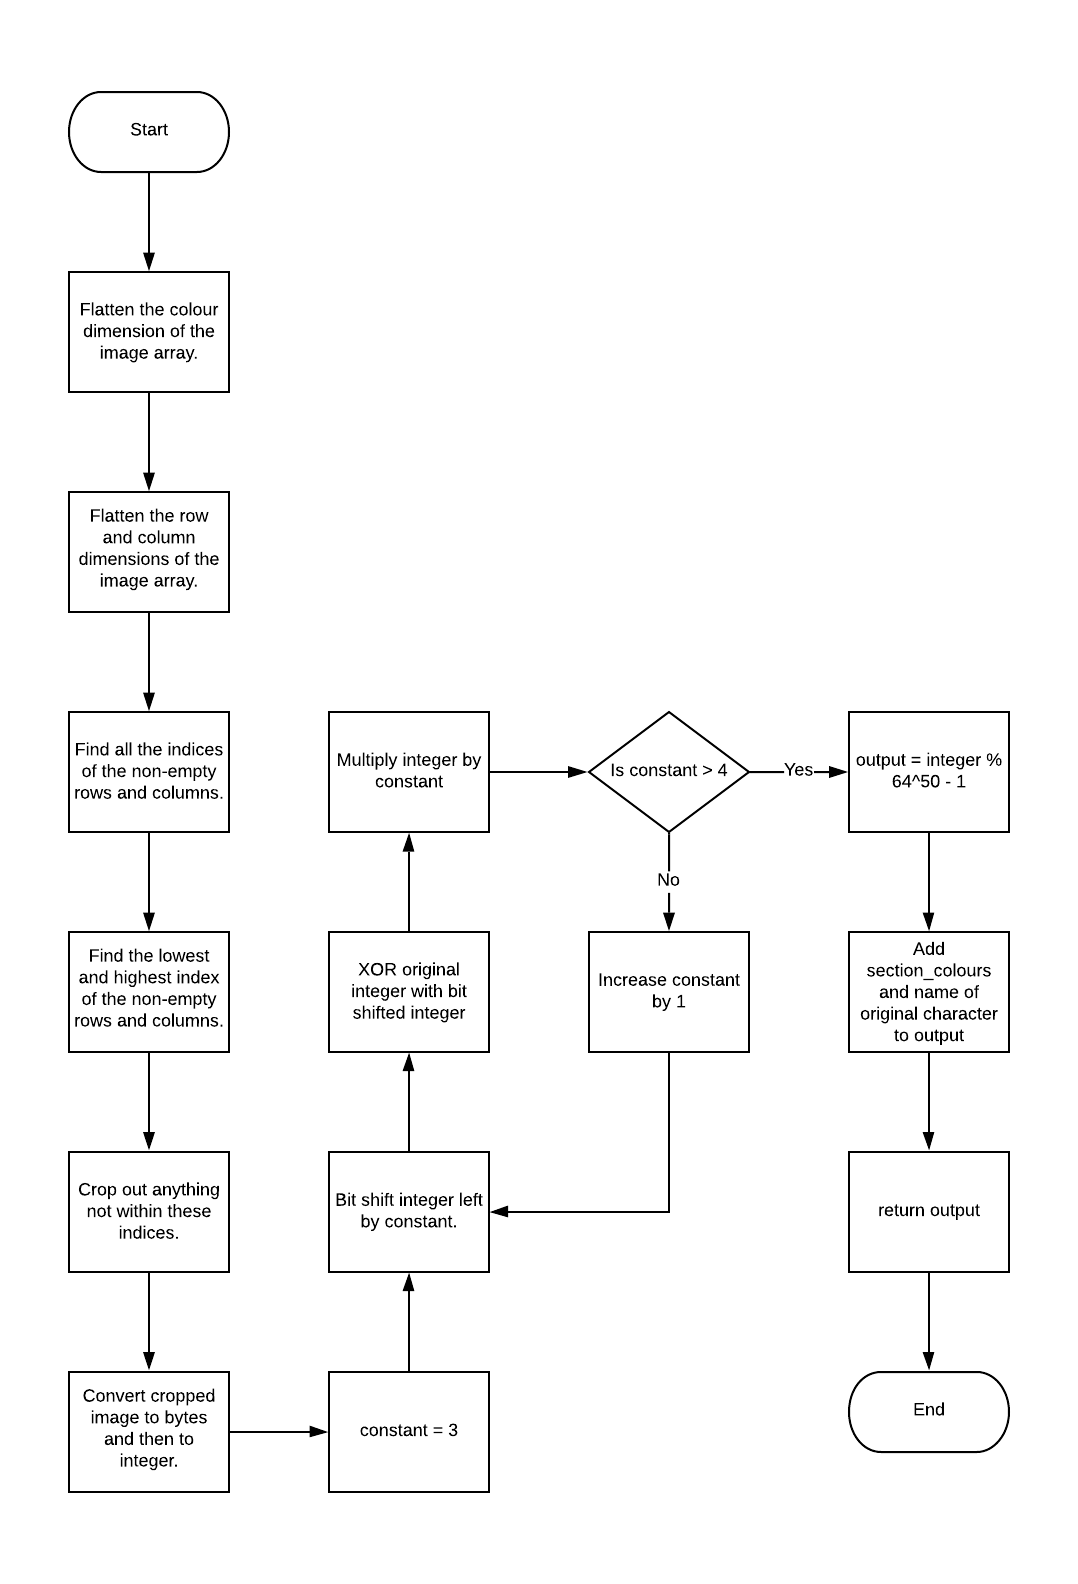 Start
Flatten the colour
dimension of the
image array.
Flatten the row
and column
dimensions of the
image array.
Find all the indices
of the non-empty
rows and columns.
Find the lowest
and highest index
of the non-empty
rows and columns.
Crop out anything
not within these
indices.
Convert cropped
image to bytes
and then to
integer.
constant = 3
Bit shift integer left
by constant.
XOR original
integer with bit
shifted integer
Multiply integer by
constant
Is constant > 4
No
Increase constant
by 1
Yes
output = integer %
64^50 - 1
Add
section_colours
and name of
original character
to output
return output
End